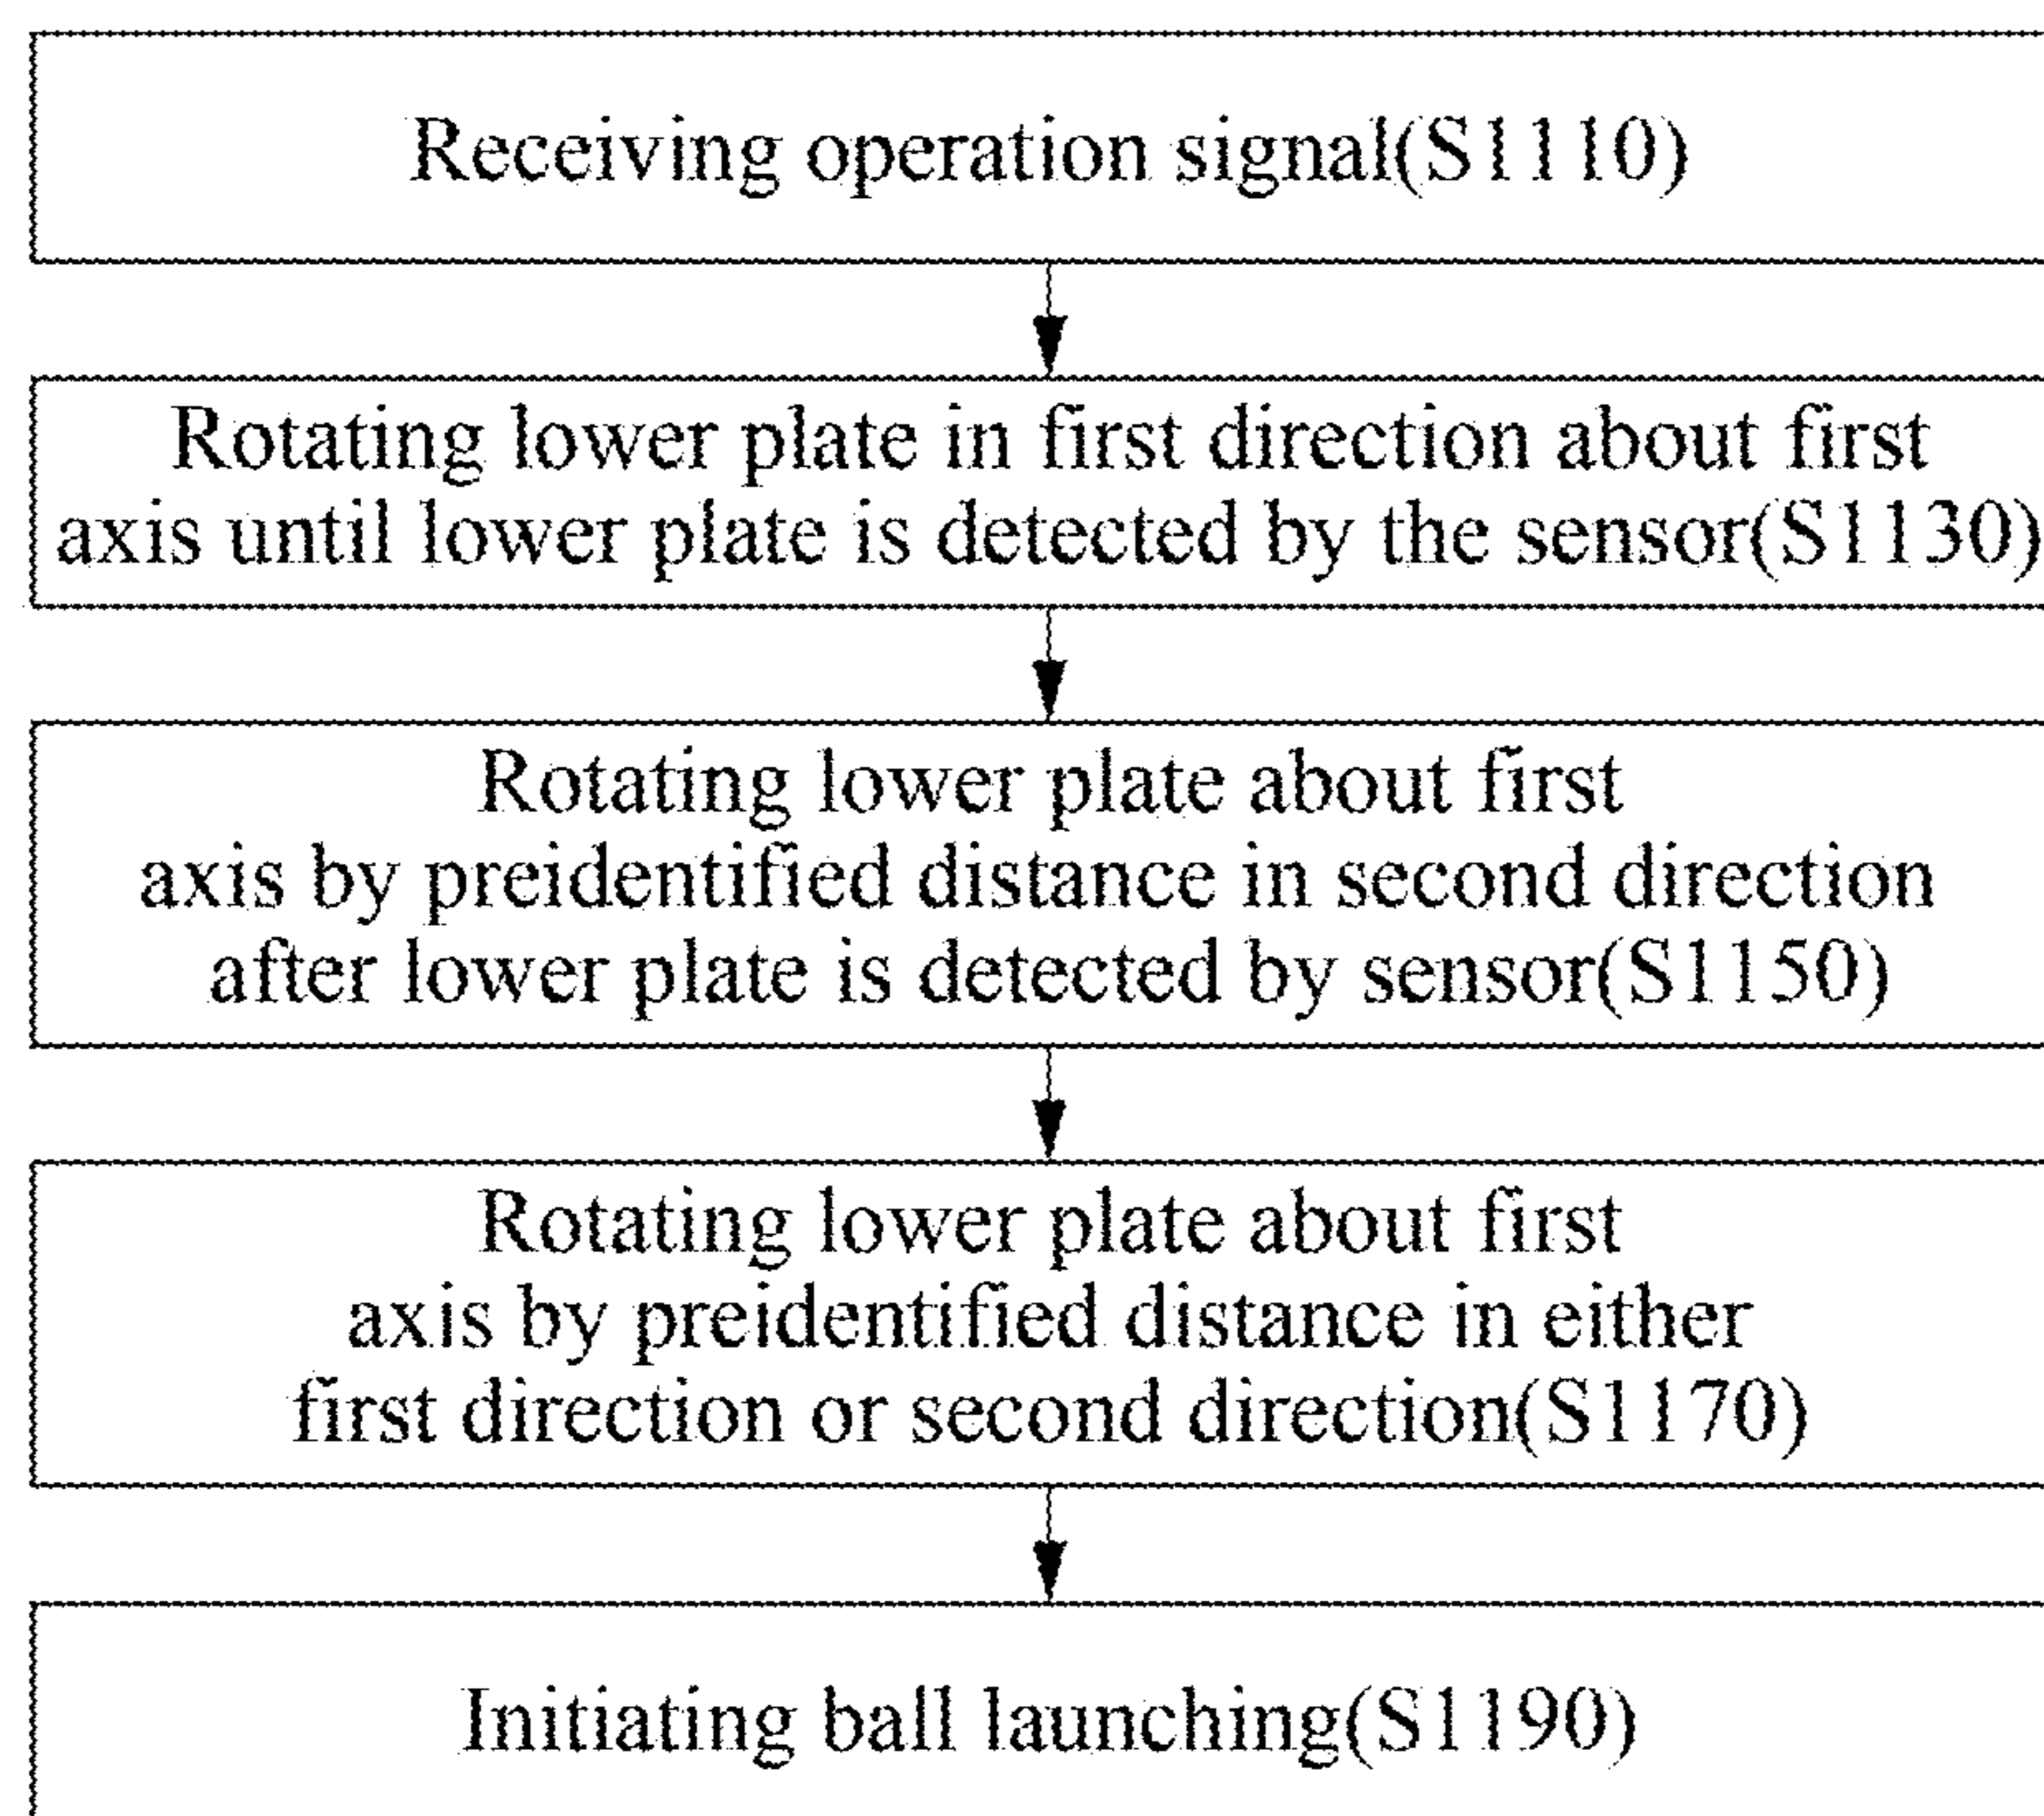 Receiving operation signal(S1110)
Rotating lower plate in first direction about first
axis until lower plate is detected by the sensor(S1130)
Rotating lower plate about first
axis by preidentified distance in second direction
after lower plate is detected by sensor(S1150)
Rotating lower plate about first
axis by preidentified distance in either
first direction or second direction(S1170)
Initiating ball launching(S1190)